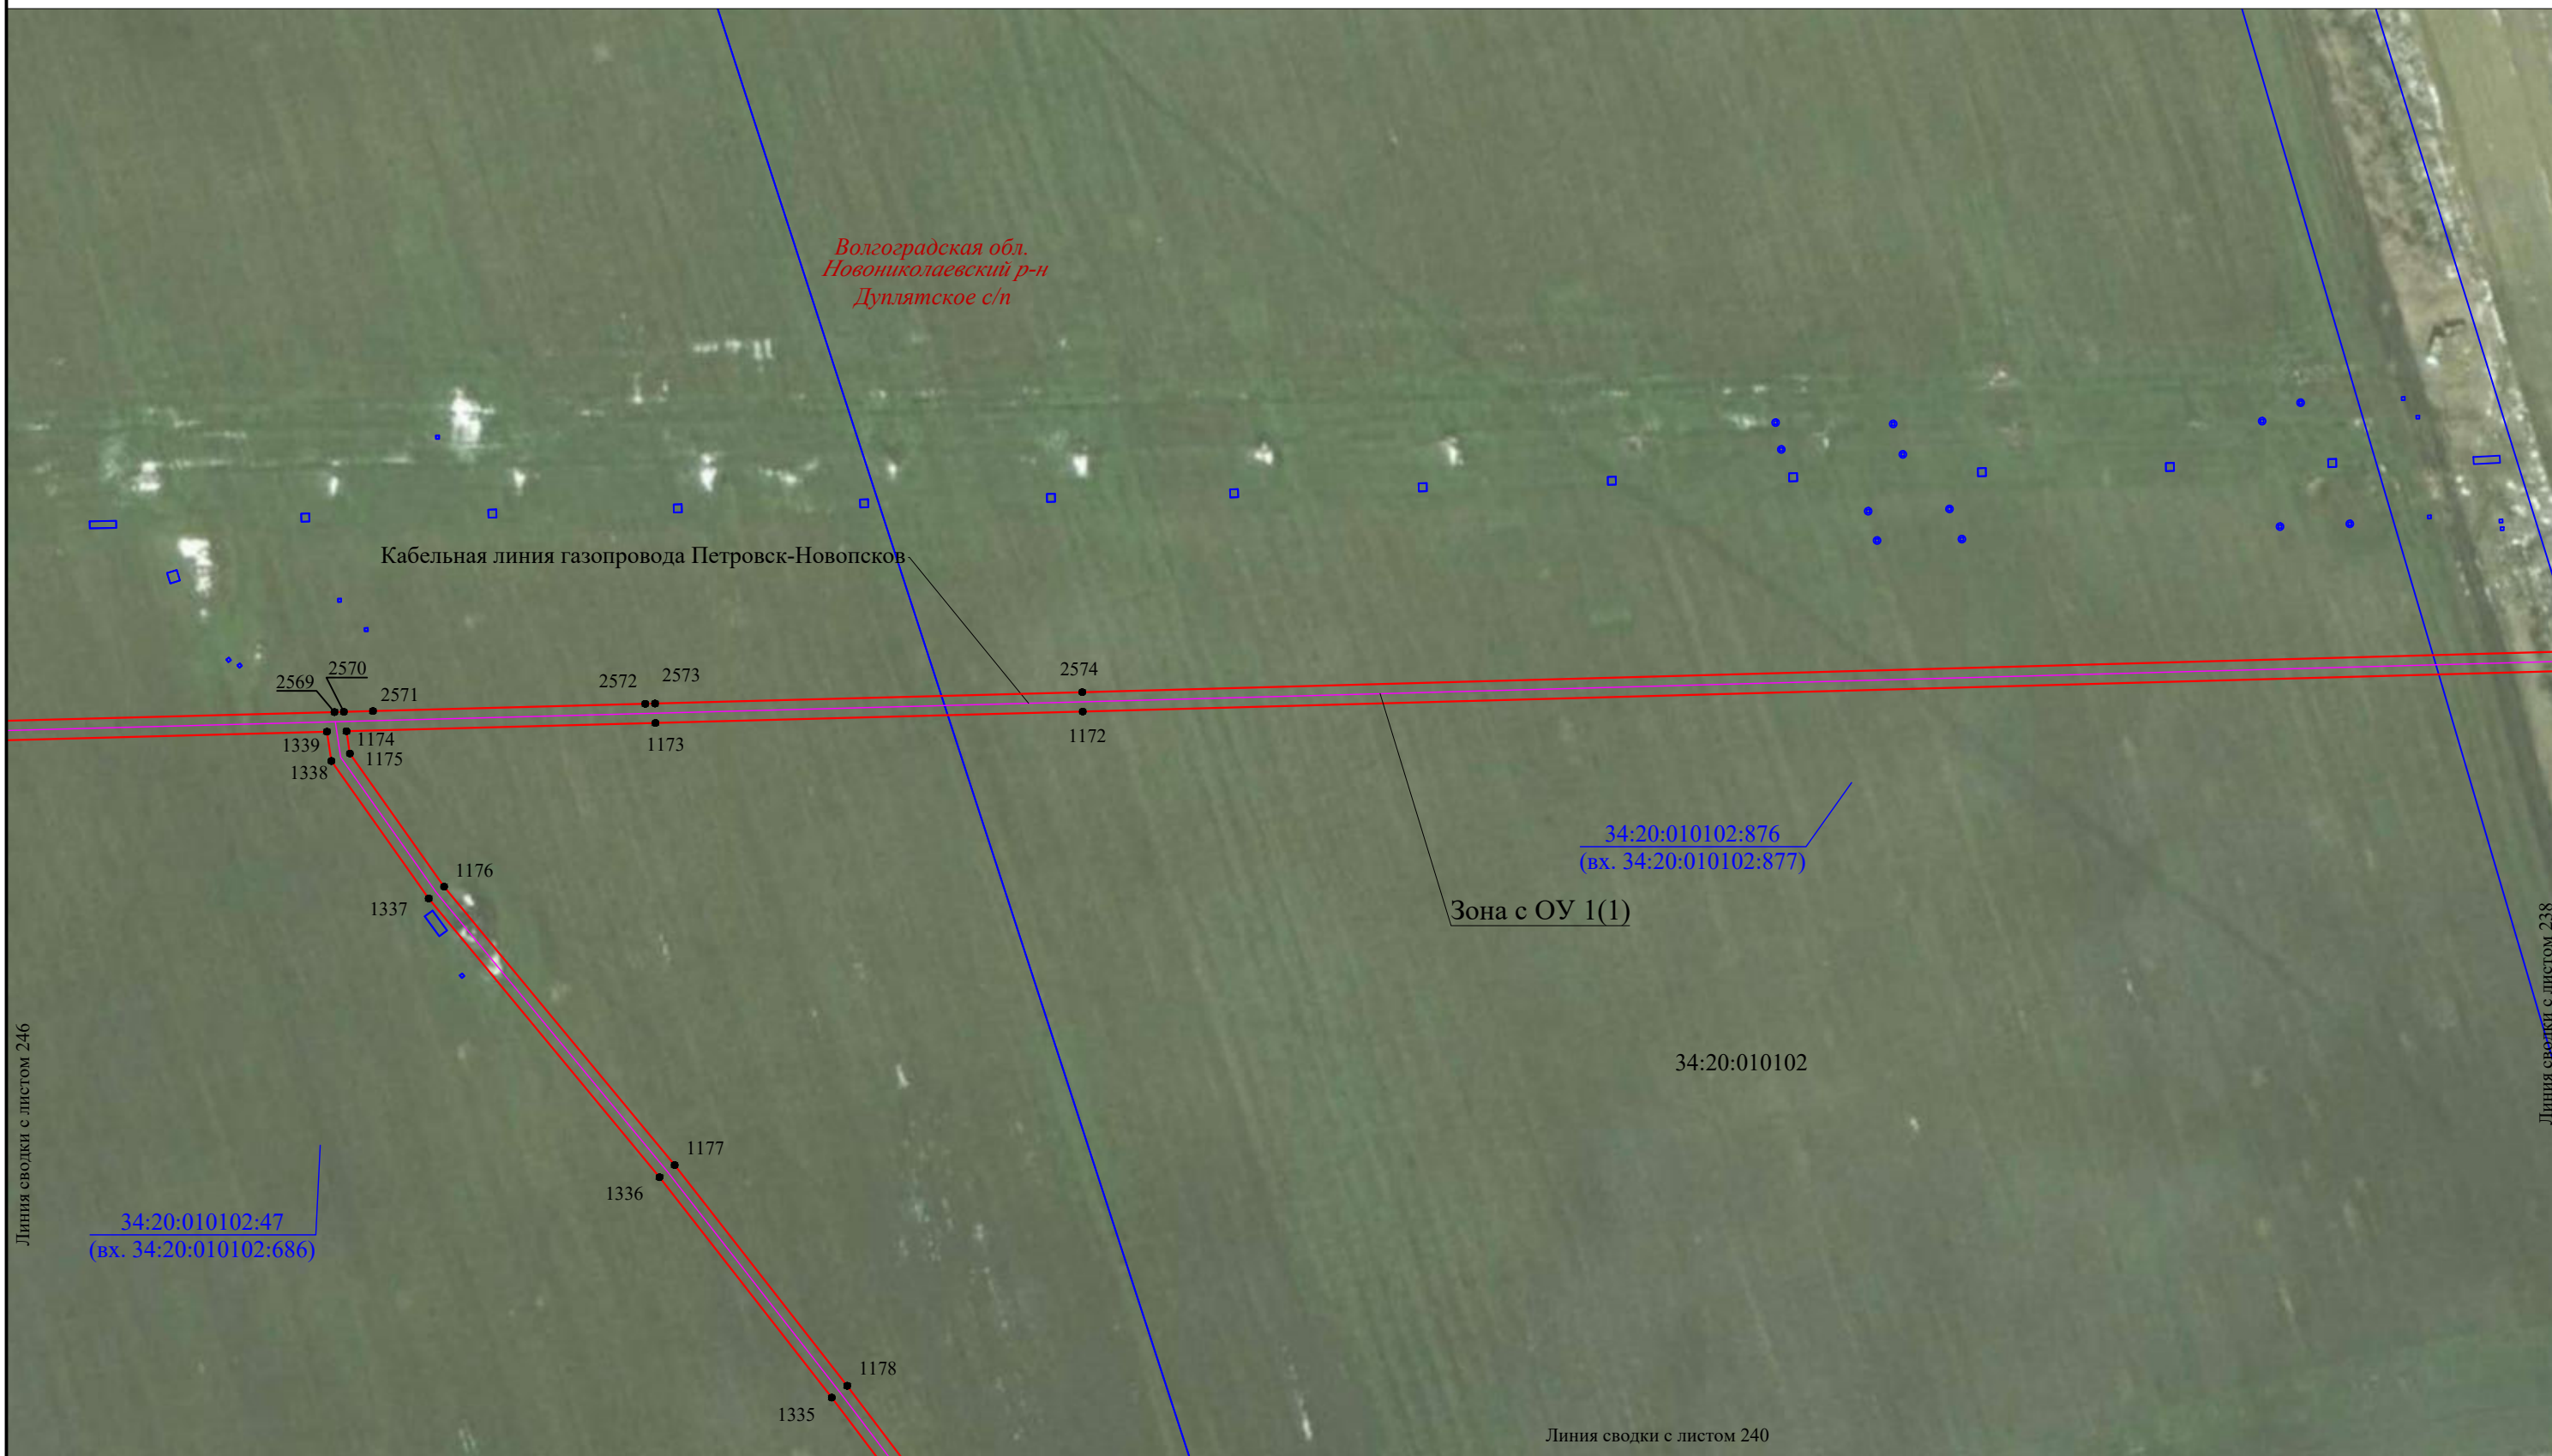 Волгоградская обл.
Новониколаевский р-н
Дуплятское с/п
Кабельная линия газопровода Петровск-Новопсков
2569
2570
2571
2572
2573
2574
1339
1174
1338
1175
1173
1172
34:20:010102:876
(вх. 34:20:010102:877)
1176
1337
Зона с ОУ 1(1)
Линия сводки с листом 238
Линия сводки с листом 246
34:20:010102
1177
1336
34:20:010102:47
(вх. 34:20:010102:686)
1178
1335
Линия сводки с листом 240